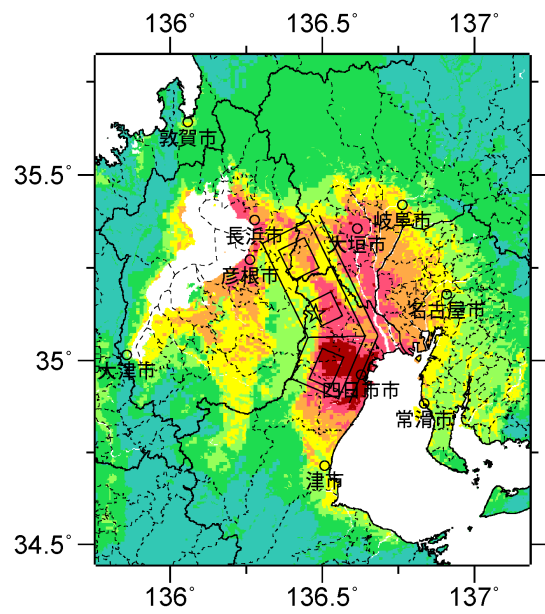 136° 136.5° 137°
敦賀市
35.5°
岐阜市
長浜市 大垣市
彦根市
名古屋市
35°
大津市
四日市市
常滑市
津市
34.5°
136° 136.5° 137°